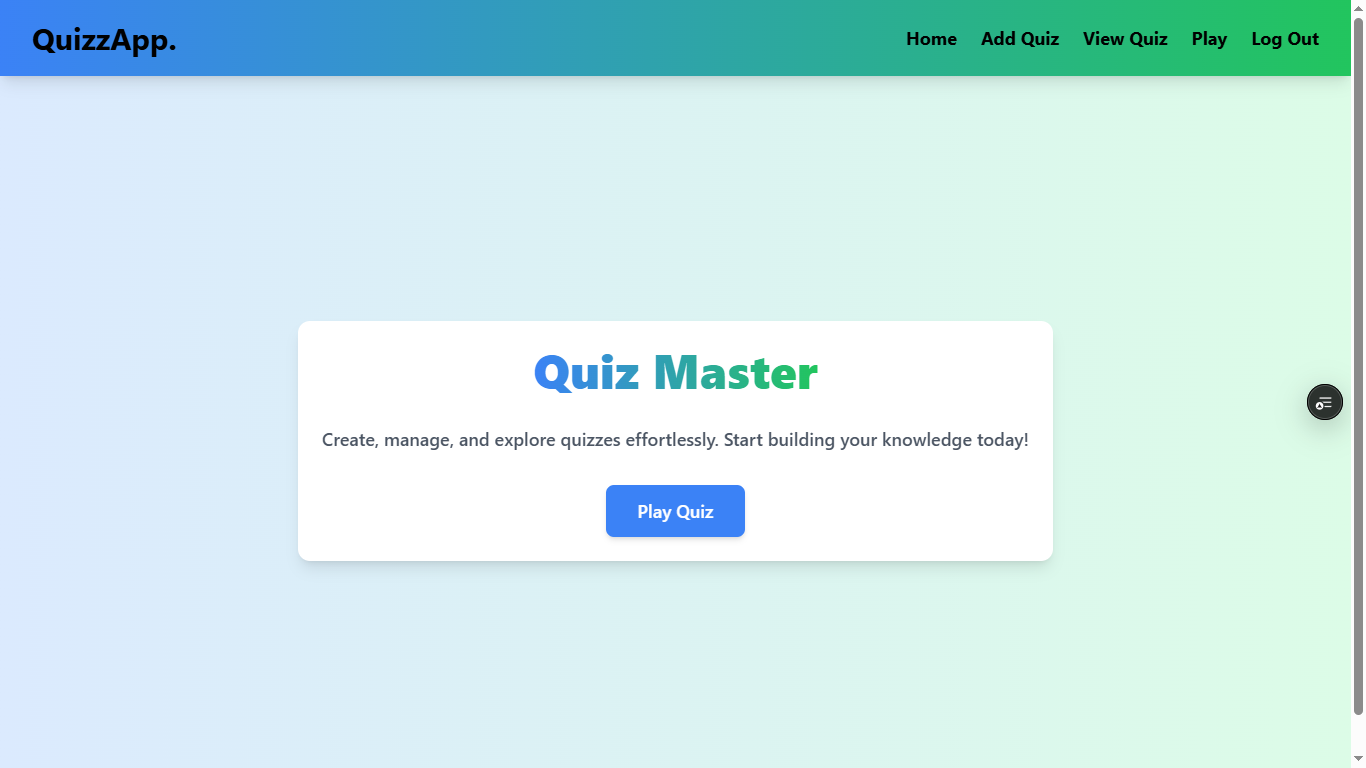 QuizzApp.
Home Add Quiz View Quiz Play Log Out
Quiz Master
Create, manage, and explore quizzes effortlessly. Start building your knowledge today!
Play Quiz